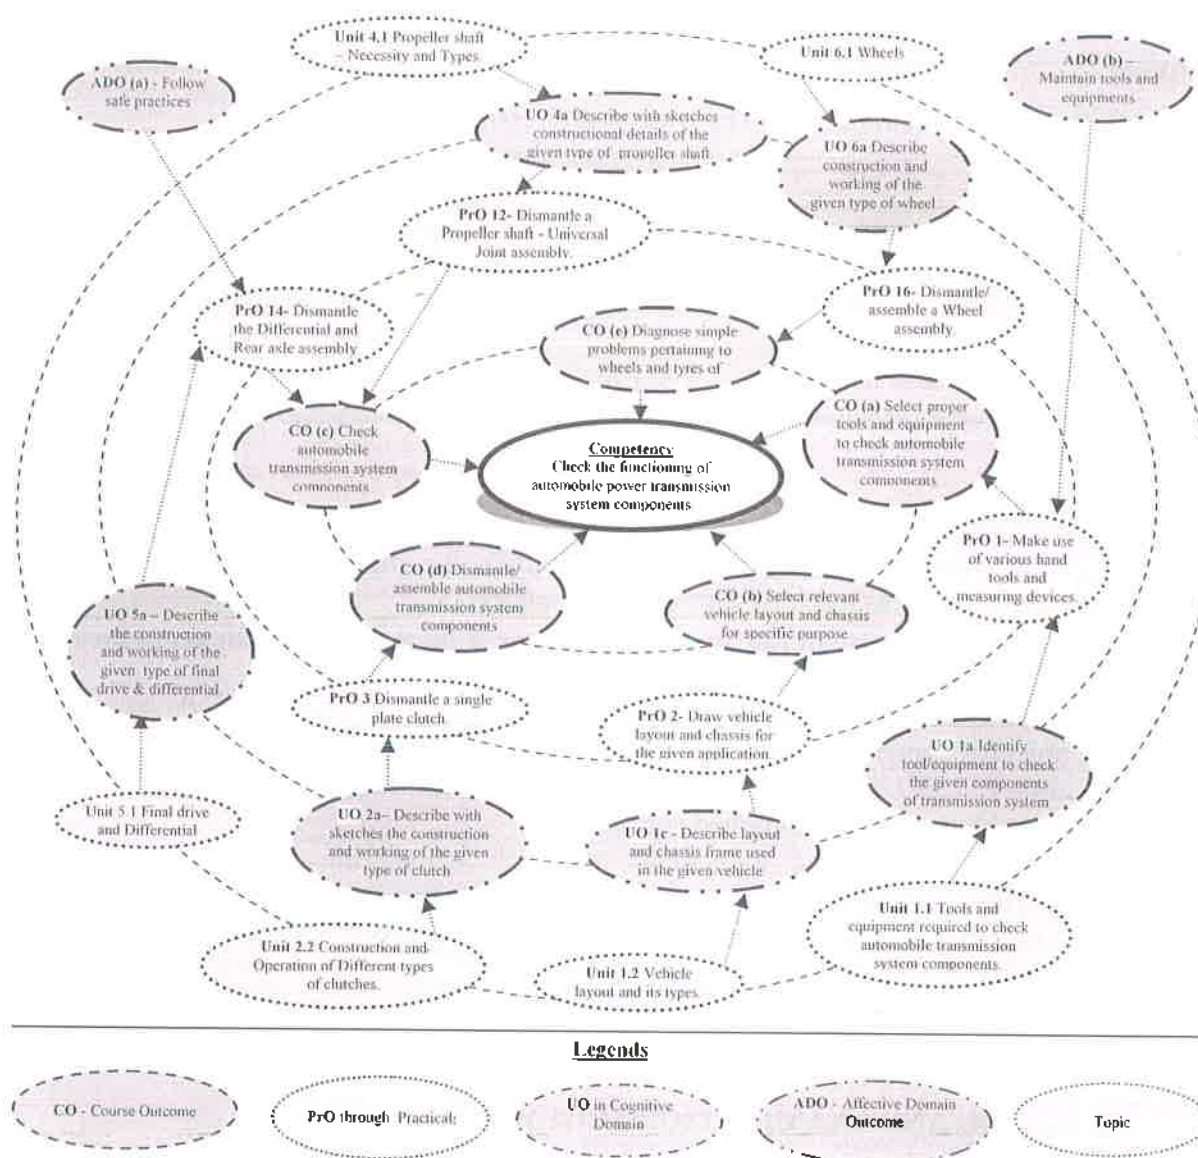 Unit 4.1 Propeller shaft
– Necessity and Types.
Unit 6.1 Wheels
ADO (a) - Follow
safe practices
ADO (b) –
Maintain tools and
equipments
UO 4a Describe with sketches
constructional details of the
given type of propeller shaft
UO 6a Describe
construction and
working of the
given type of wheel
PrO 12- Dismantle a
Propeller shaft - Universal
Joint assembly.
PrO 14- Dismantle
the Differential and
Rear axle assembly
PrO 16- Dismantle/
assemble a Wheel
assembly.
CO (e) Diagnose simple
problems pertaining to
wheels and tyres of
CO (c) Check
automobile
transmission system
components
CO (a) Select proper
tools and equipment
to check automobile
transmission system
components.
Competency
Check the functioning of
automobile power transmission
system components
PrO 1- Make use
of various hand
tools and
measuring devices.
CO (d) Dismantle/
assemble automobile
transmission system
components
CO (b) Select relevant
vehicle layout and chassis
for specific purpose
UO 5a – Describe
the construction
and working of the
given type of final
drive & differential
PrO 3 Dismantle a single
plate clutch.
PrO 2- Draw vehicle
layout and chassis for
the given application.
UO 1a Identify
tool/equipment to check
the given components
of transmission system
Unit 5.1 Final drive
and Differential
UO 2a– Describe with
sketches the construction
and working of the given
type of clutch
UO 1c - Describe layout
and chassis frame used
in the given vehicle
Unit 1.1 Tools and
equipment required to check
automobile transmission
system components.
Unit 2.2 Construction and
Operation of Different types
of clutches.
Unit 1.2 Vehicle
layout and its types.
Legends
CO - Course Outcome
PrO through Practical:
UO in Cognitive
Domain
ADO - Affective Domain
Outcome
Topic